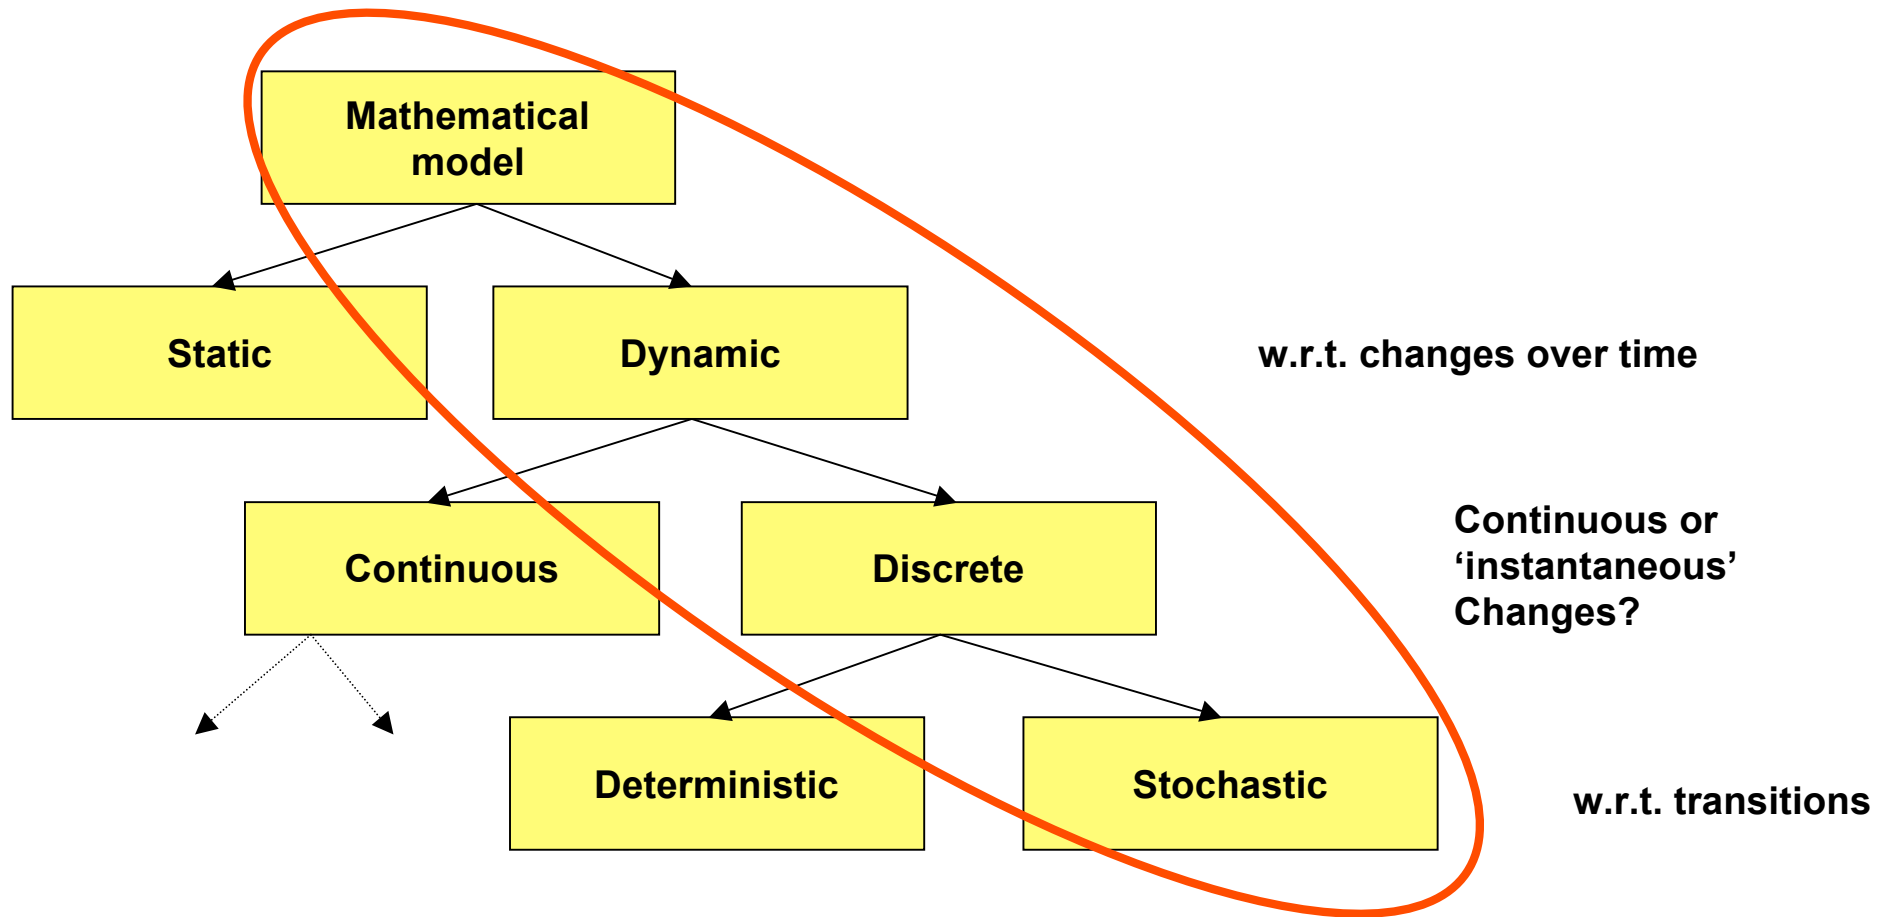 Mathematical
model
Static
Dynamic
w.r.t. changes over time
Continuous
Discrete
Continuous or
‘instantaneous’
Changes?
Deterministic
Stochastic
w.r.t. transitions